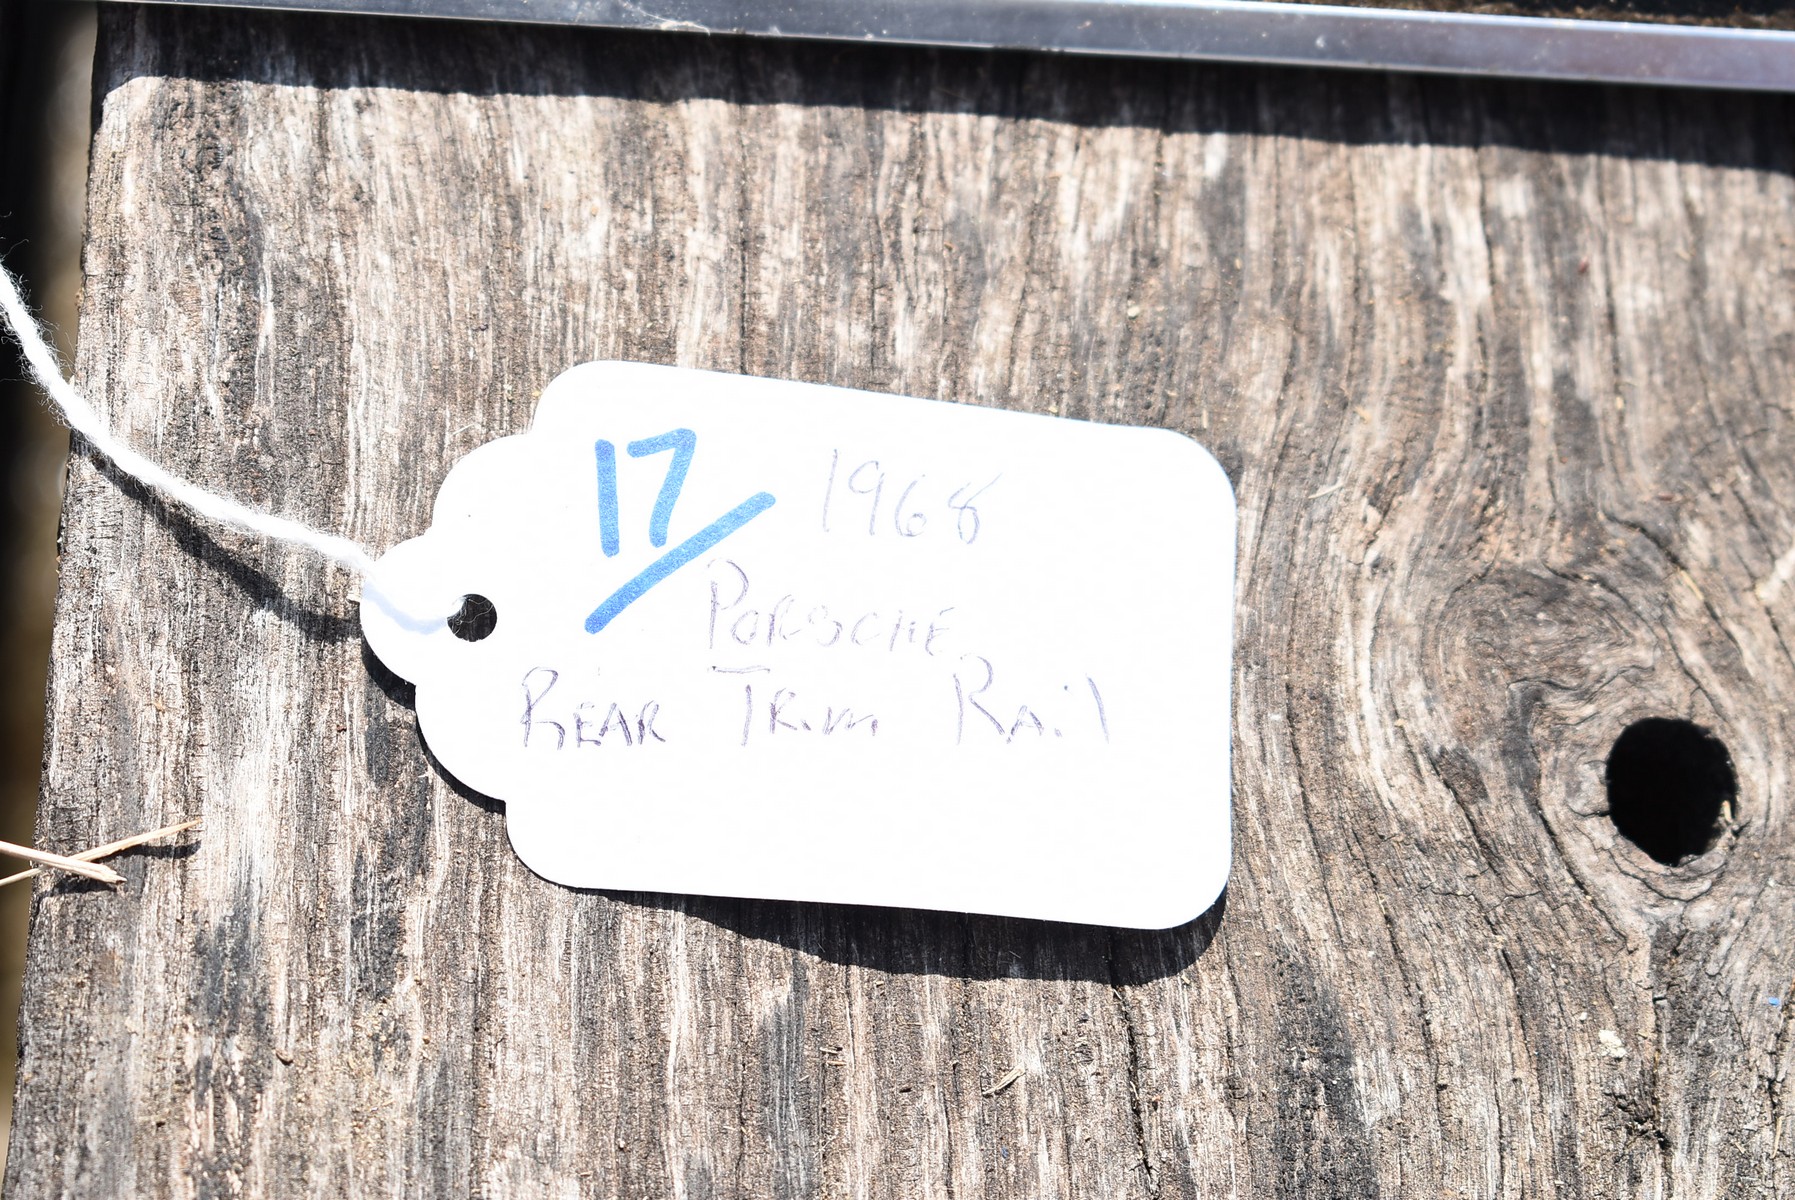 17/ 1968
PORSCHE
REAR TRIM RAil